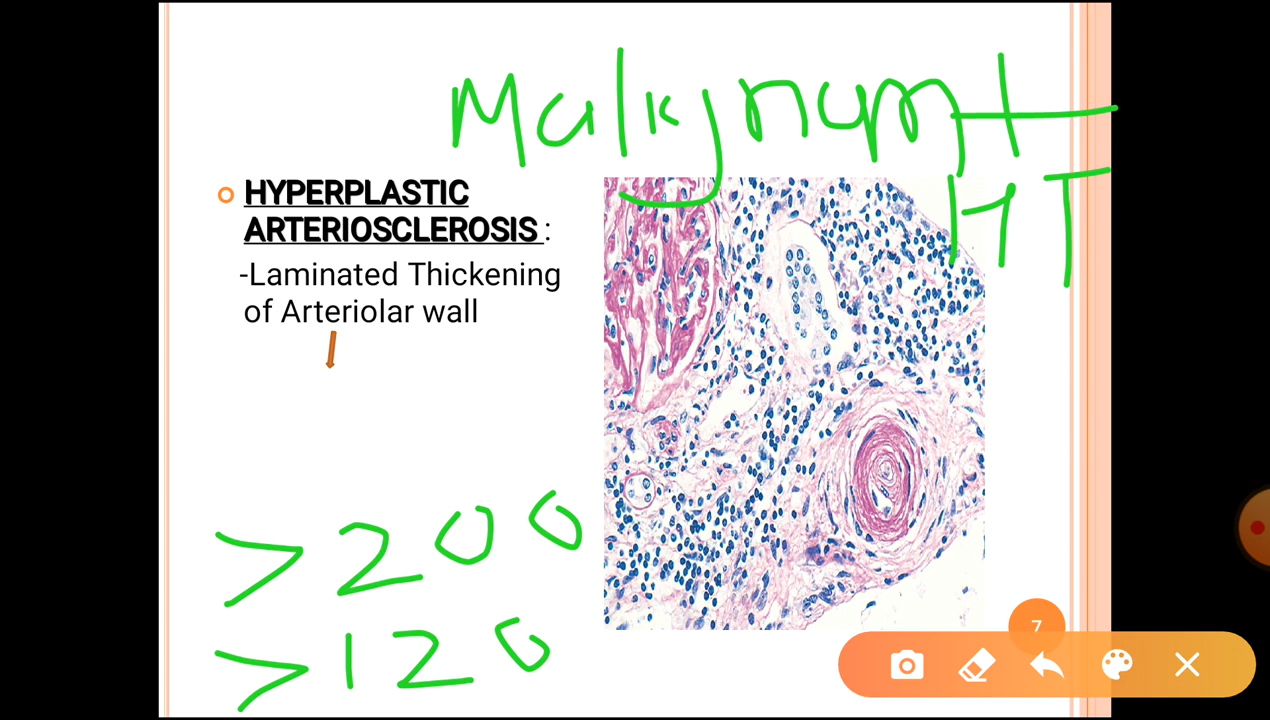 Malignant
HT
HYPERPLASTIC
ARTERIOSCLEROSIS :
-Laminated Thickening
of Arteriolar wall
>200
>120
7